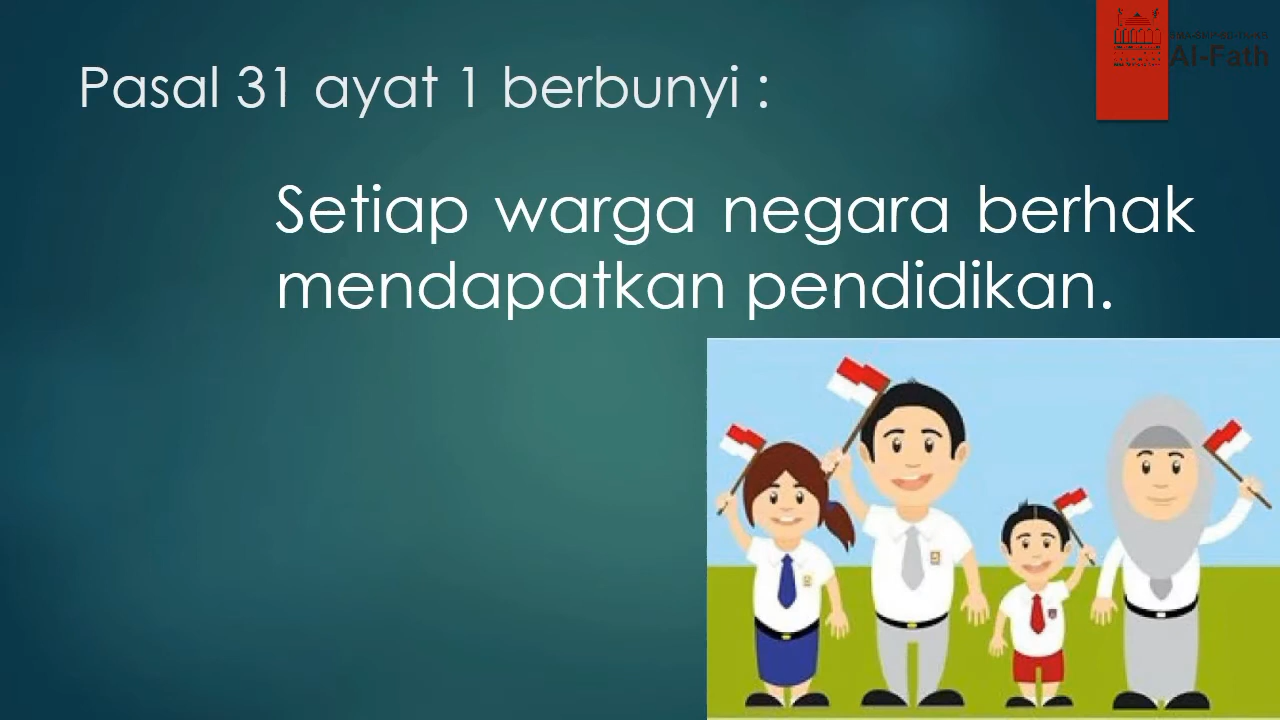 Pasal 31 ayat 1 berbunyi :
Setiap warga negara berhak
mendapatkan pendidikan.
Al-Fath